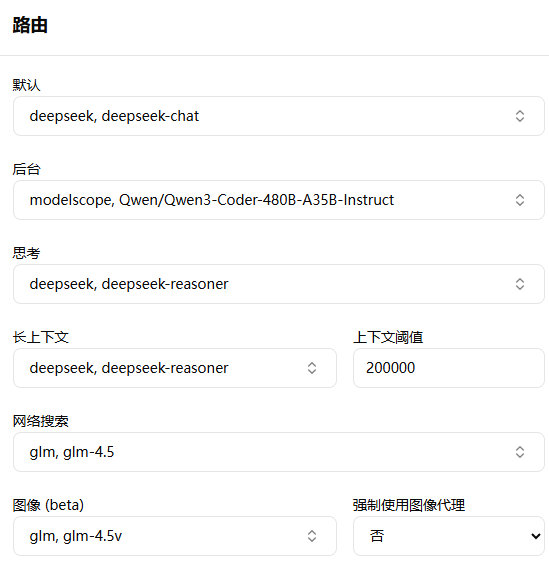 路由
默认
deepseek, deepseek-chat
后台
modelscope, Qwen/Qwen3-Coder-480B-A35B-Instruct
思考
deepseek, deepseek-reasoner
长上下文
上下文阈值
deepseek, deepseek-reasoner
200000
网络搜索
glm, glm-4.5
图像 (beta)
强制使用图像代理
glm, glm-4.5v
否